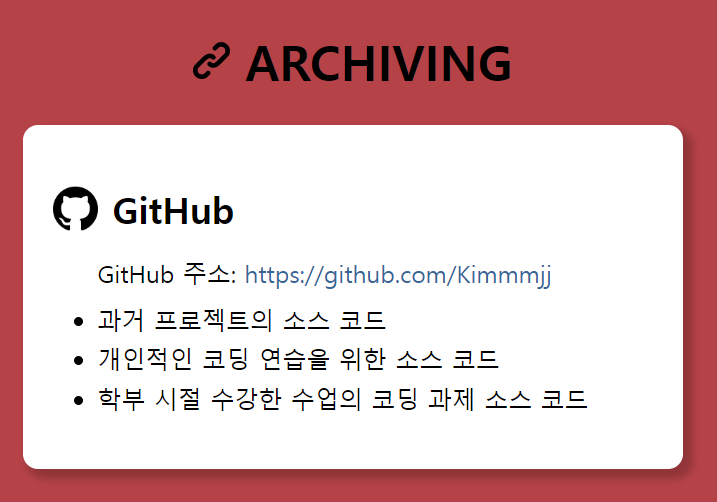 ARCHIVING
GitHub
GitHub 주소: https://github.com/Kimmmjj
과거 프로젝트의 소스 코드
개인적인 코딩 연습을 위한 소스 코드
학부 시절 수강한 수업의 코딩 과제 소스 코드